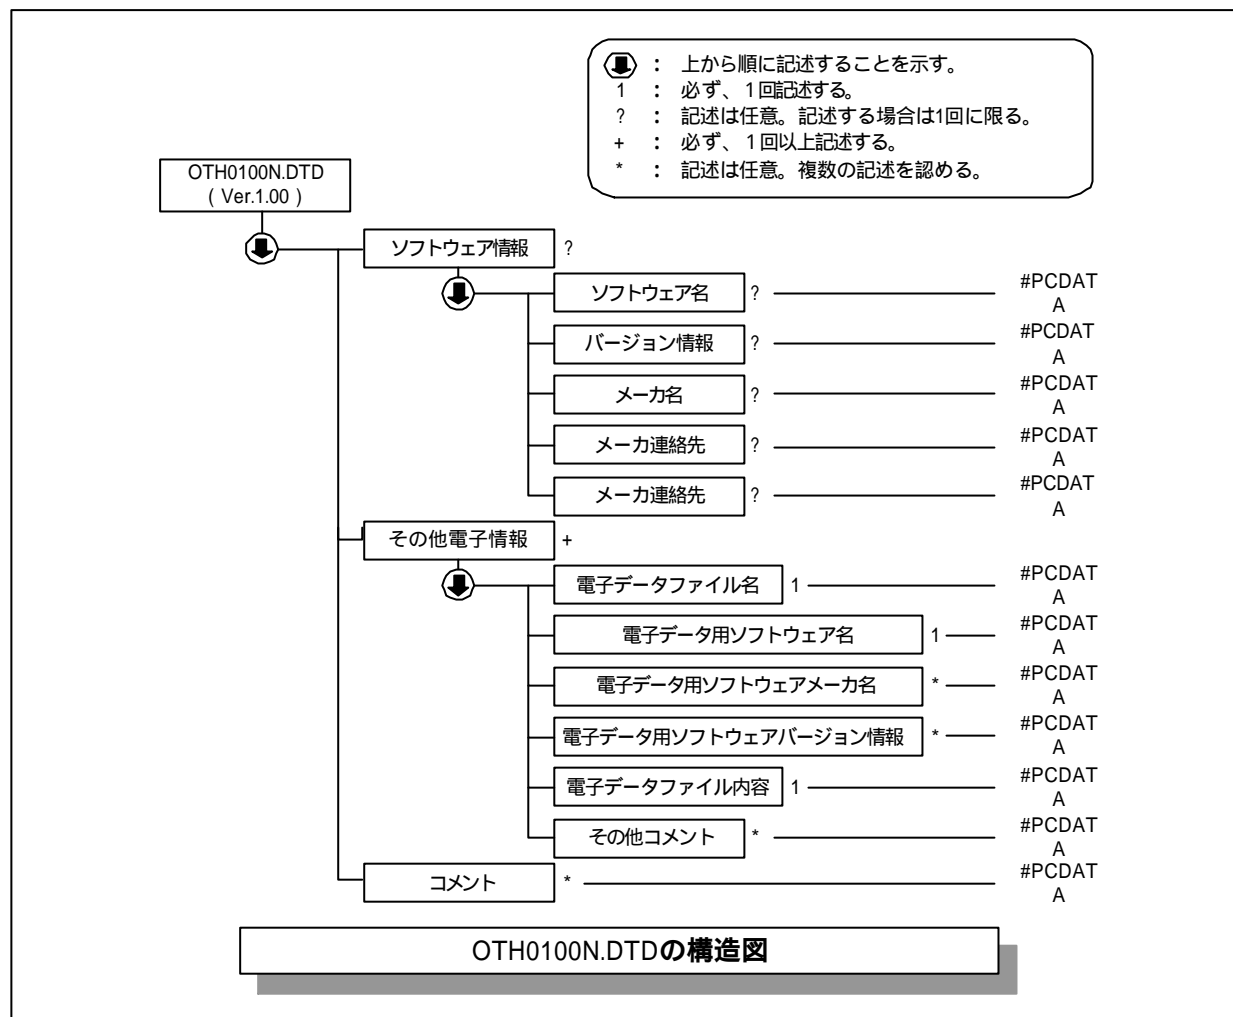 ： 上から順に記述することを示す。
1 ： 必ず、1回記述する。
? ： 記述は任意。記述する場合は1回に限る。
+ ： 必ず、1回以上記述する。
* ： 記述は任意。複数の記述を認める。
OTH0100N.DTD
( Ver.1.00 )
ソフトウェア情報 ?
ソフトウェア名 ? #PCDAT
A
バージョン情報 ? #PCDAT
A
メーカ名 ? #PCDAT
A
メーカ連絡先 ? #PCDAT
A
メーカ連絡先 ? #PCDAT
A
その他電子情報 +
電子データファイル名 1 #PCDAT
A
電子データ用ソフトウェア名 1 #PCDAT
A
電子データ用ソフトウェアメーカ名 * #PCDAT
A
電子データ用ソフトウェアバージョン情報 * #PCDAT
A
電子データファイル内容 1 #PCDAT
A
その他コメント * #PCDAT
A
コメント * #PCDAT
A
OTH0100N.DTDの構造図